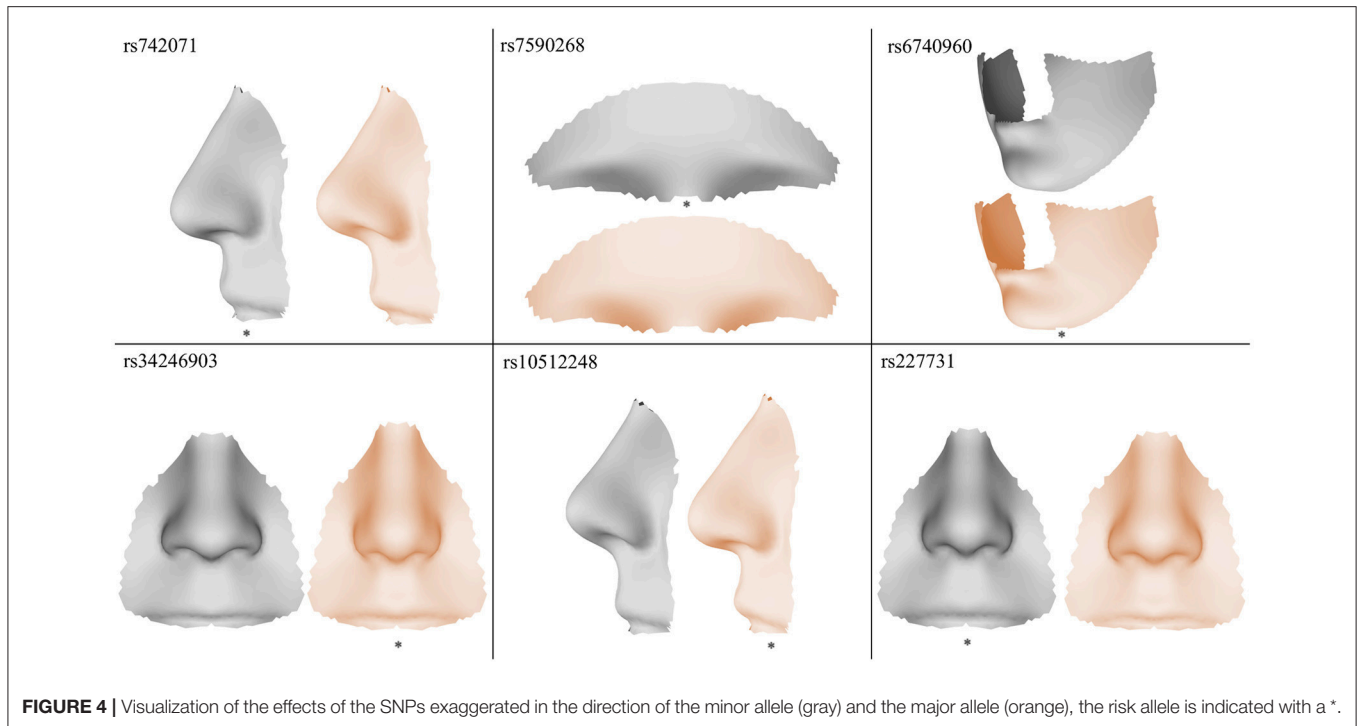 rs742071
rs7590268
rs6740960
*
*
*
rs34246903
rs10512248
rs227731
*
*
*
FIGURE 4 | Visualization of the effects of the SNPs exaggerated in the direction of the minor allele (gray) and the major allele (orange), the risk allele is indicated with a *.